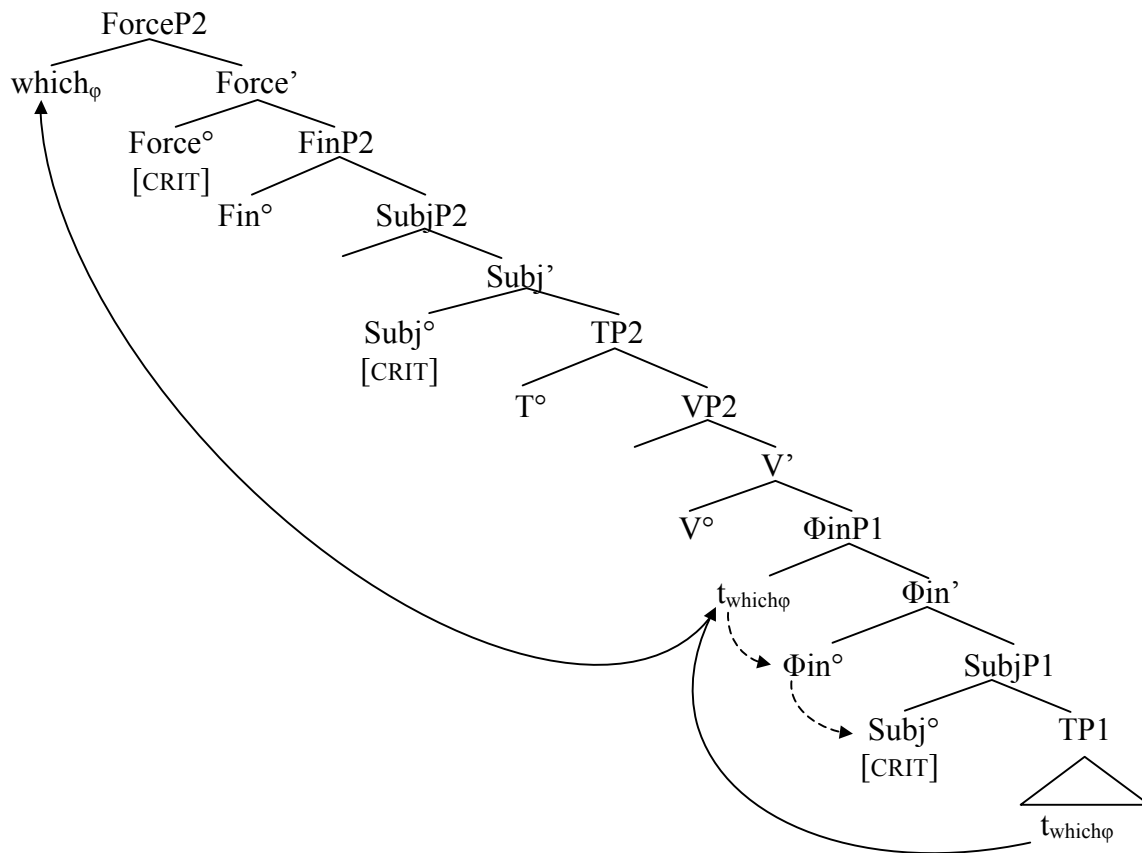 ForceP2
whichφ Force’
Force° FinP2
[CRIT]
Fin° SubjP2
Subj’
Subj° TP2
[CRIT]
T° VP2
V’
V° ΦinP1
twhichφ Φin’
Φin° SubjP1
Subj° TP1
[CRIT]
twhichφ